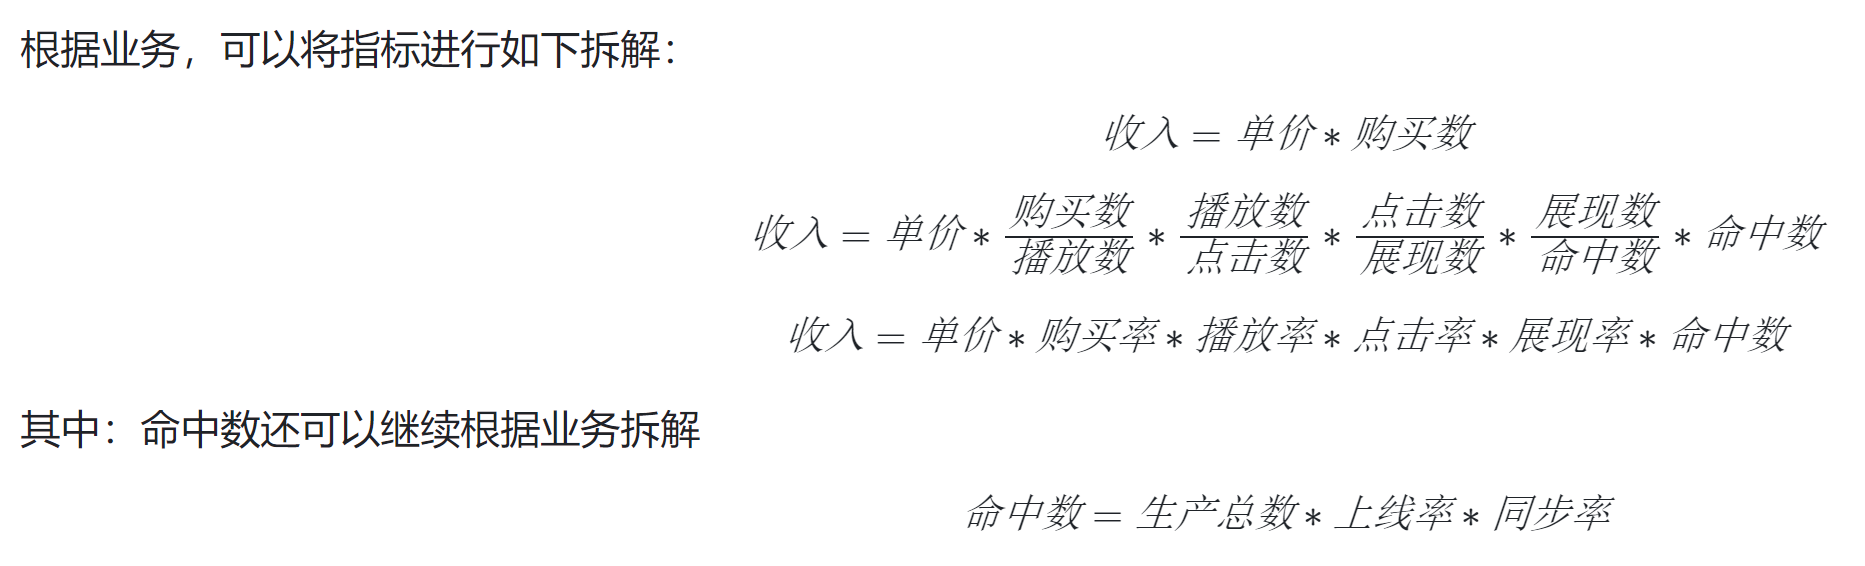 根据业务，可以将指标进行如下拆解：
收入 = 单价 * 购买数
收入 = 单价 * 购买数/播放数 * 播放数/点击数 * 点击数/展现数 * 展现数/命中数 * 命中数
收入 = 单价 * 购买率 * 播放率 * 点击率 * 展现率 * 命中数
其中：命中数还可以继续根据业务拆解
命中数 = 生产总数 * 上线率 * 同步率